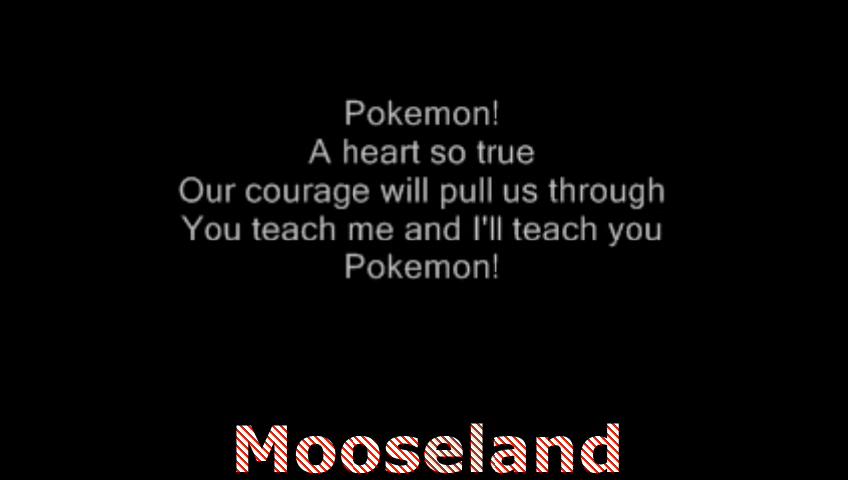 Pokemon!
A heart so true
Our courage will pull us through
You teach me and I'll teach you
Pokemon!
Mooseland